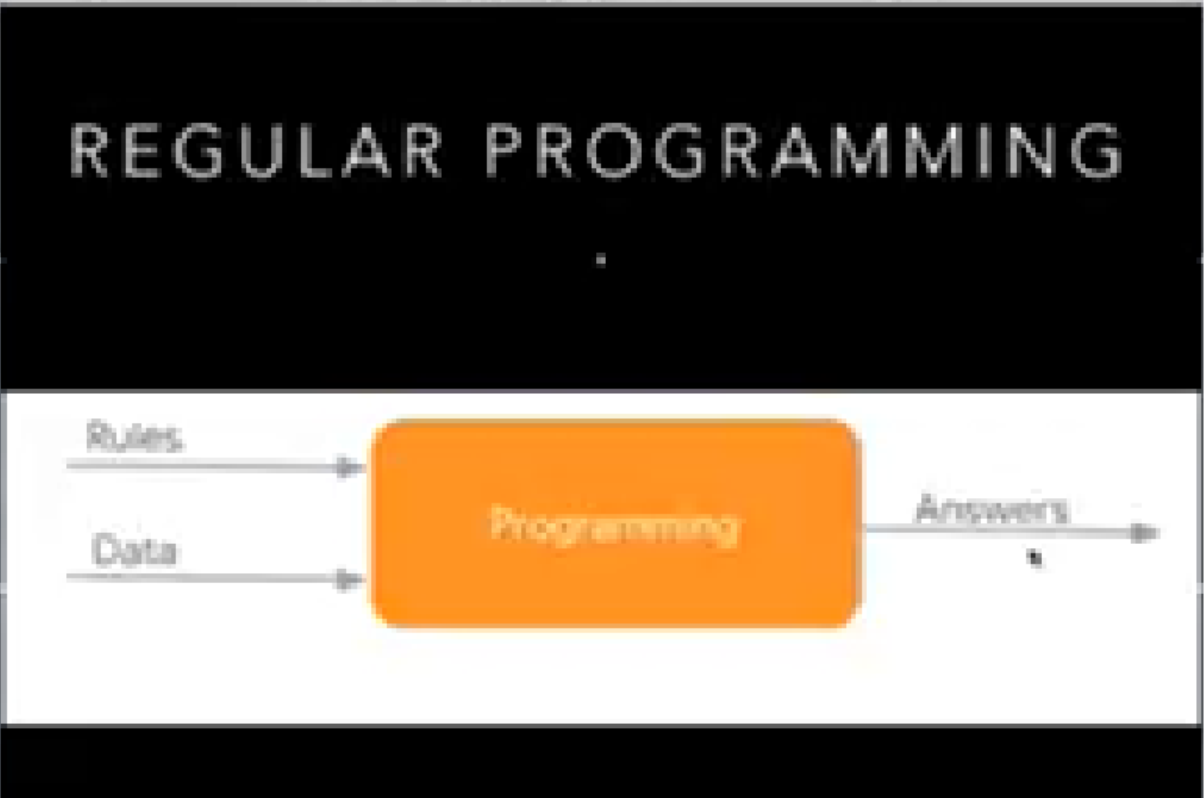 REGULAR PROGRAMMING
Rules
Data
Programming
Answers